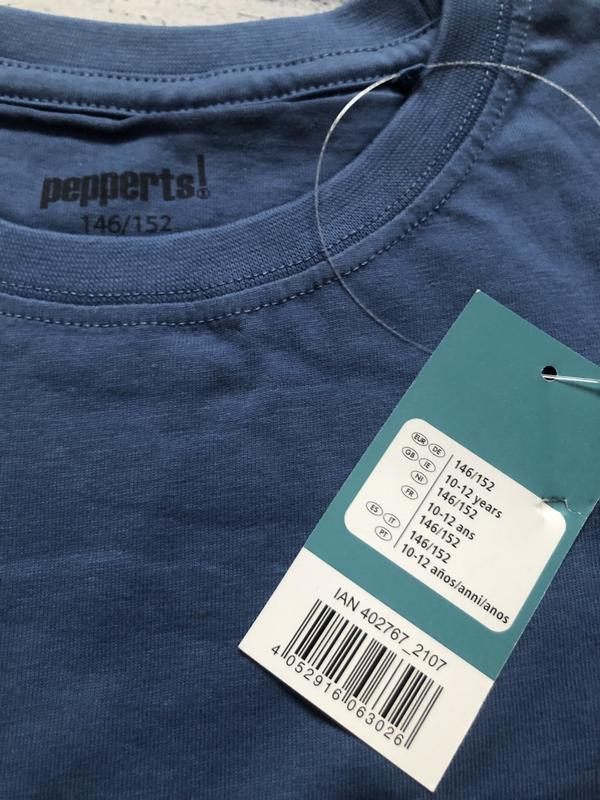 pepperts!
146/152
EUR DE 146/152
GB IE 10-12 years
NI 146/152
FR 10-12 ans
146/152
ES IT 146/152
PT 10-12 años/anni/anos
IAN 402767_2107
4 052916 063026